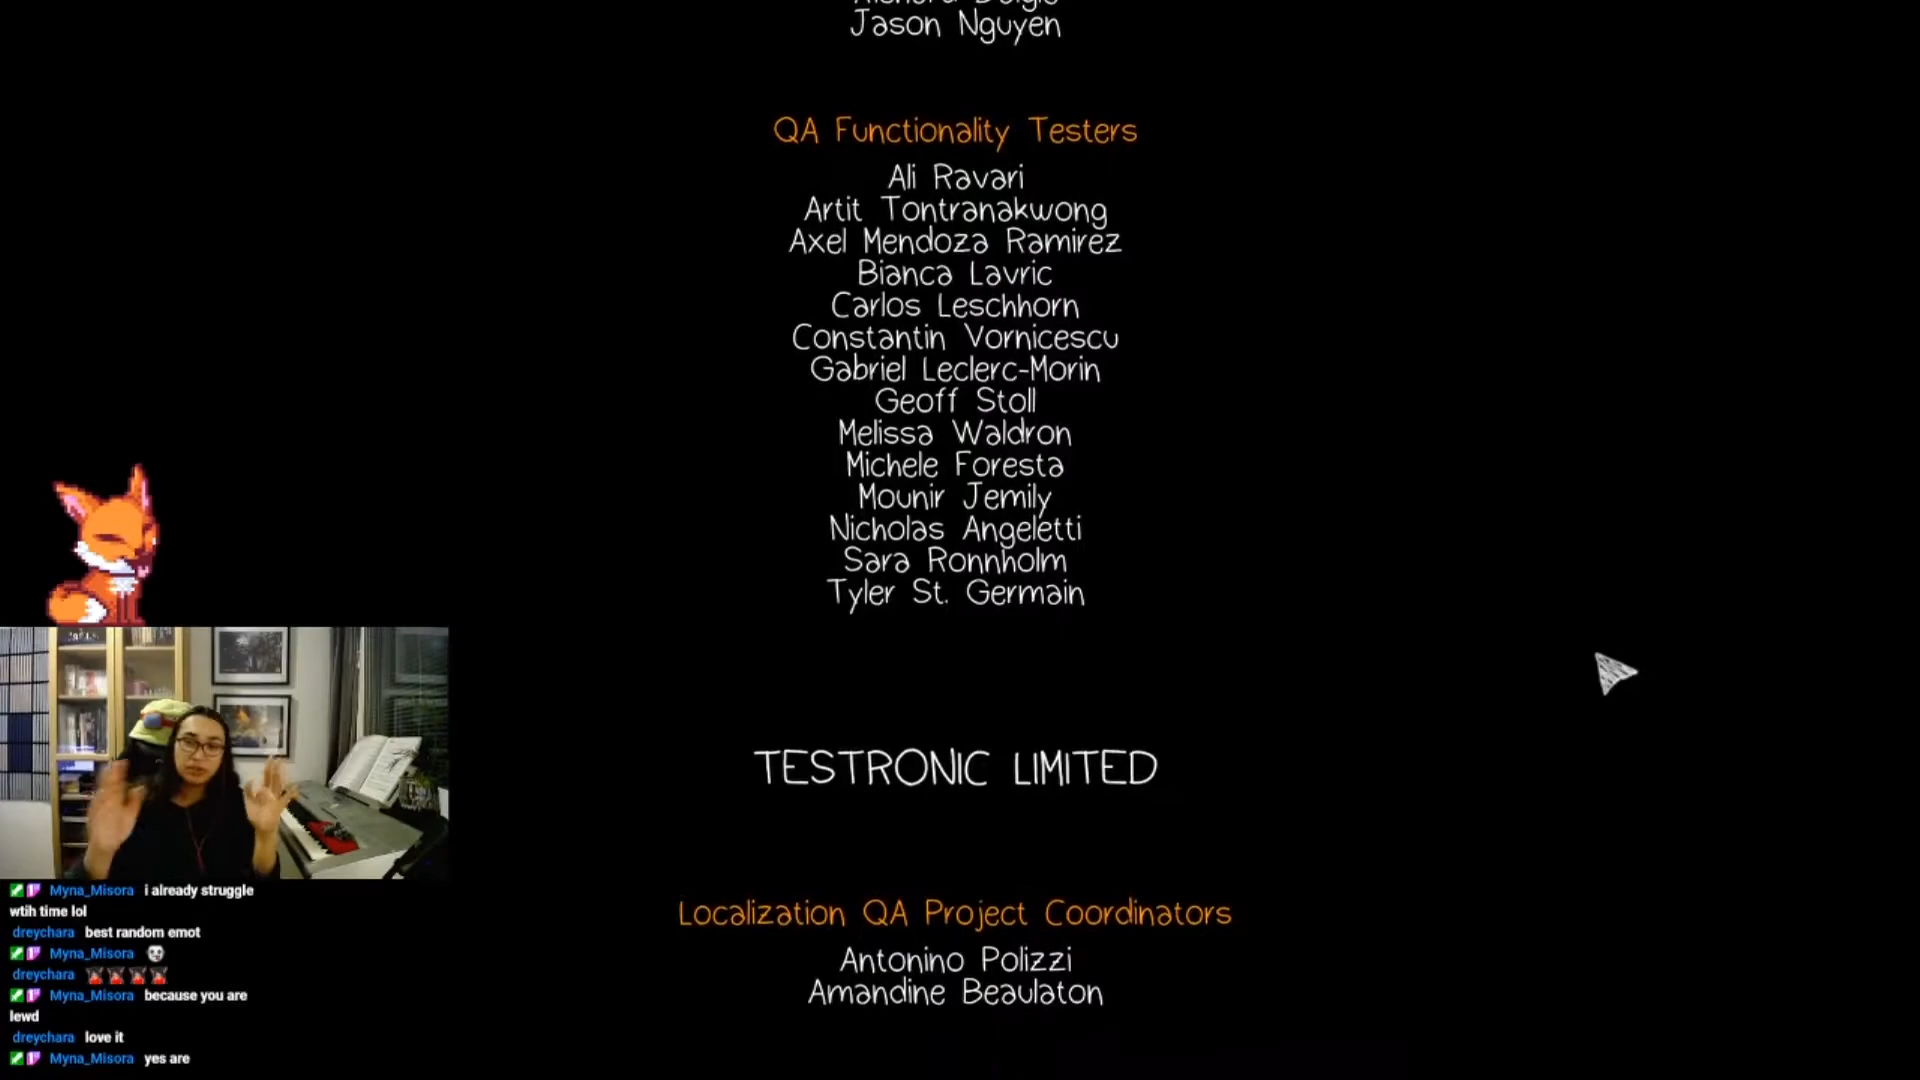 Jason Nguyen
QA Functionality Testers
Ali Ravari
Artit Tontranakwong
Axel Mendoza Ramirez
Bianca Lavric
Carlos Leschhorn
Constantin Vornicescu
Gabriel Leclerc-Morin
Geoff Stoll
Melissa Waldron
Michele Foresta
Mounir Jemily
Nicholas Angeletti
Sara Ronnholm
Tyler St. Germain
TESTRONIC LIMITED
Localization QA Project Coordinators
Antonino Polizzi
Amandine Beaulaton
Myna_Misora i already struggle
wtih time lol
dreychara best random emot
Myna_Misora
dreychara
Myna_Misora because you are
lewd
dreychara love it
Myna_Misora yes are